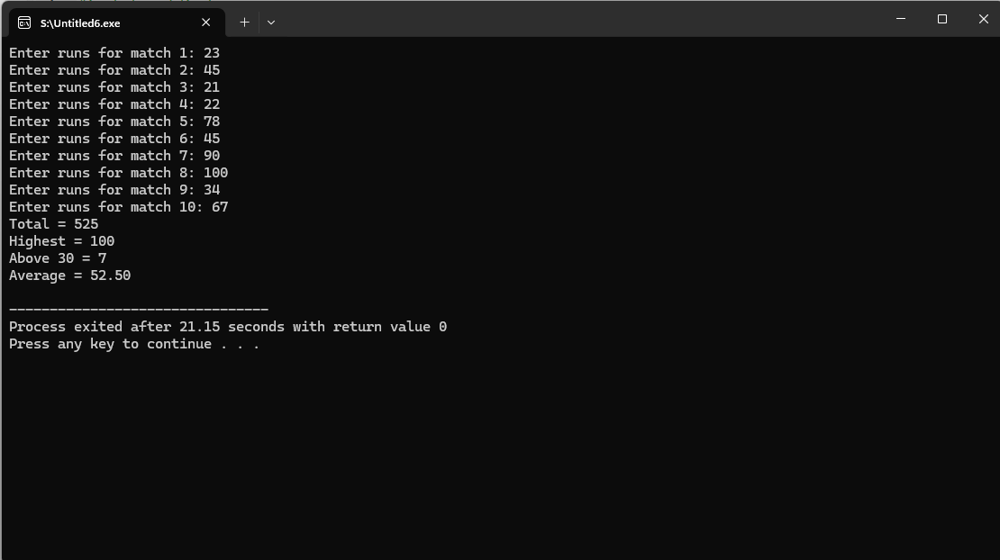 S:\Untitled6.exe
Enter runs for match 1: 23
Enter runs for match 2: 45
Enter runs for match 3: 21
Enter runs for match 4: 22
Enter runs for match 5: 78
Enter runs for match 6: 45
Enter runs for match 7: 90
Enter runs for match 8: 100
Enter runs for match 9: 34
Enter runs for match 10: 67
Total = 525
Highest = 100
Above 30 = 7
Average = 52.50
--------------------------------
Process exited after 21.15 seconds with return value 0
Press any key to continue . . .